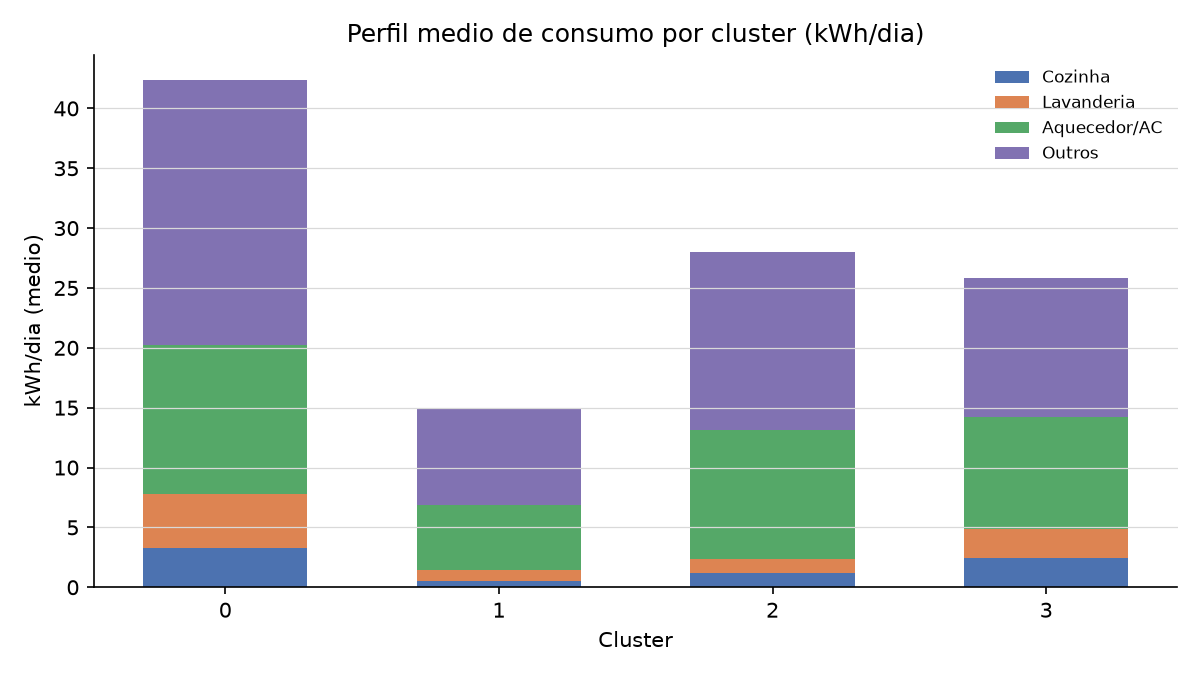 Perfil medio de consumo por cluster (kWh/dia)
Cozinha
Lavanderia
Aquecedor/AC
Outros
kWh/dia (medio)
40
35
30
25
20
15
10
5
0
0 1 2 3
Cluster